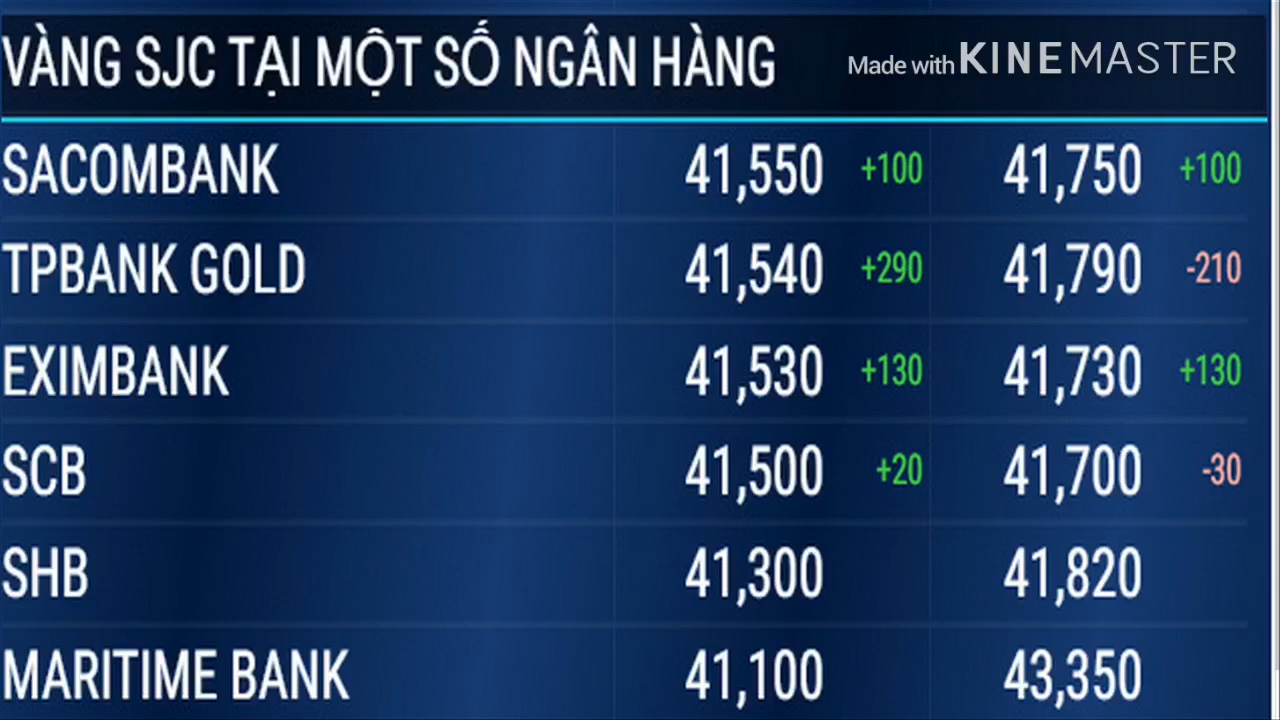 VÀNG SJC TẠI MỘT SỐ NGÂN HÀNG Made with KINEMASTER
SACOMBANK 41,550 +100 41,750 +100
TPBANK GOLD 41,540 +290 41,790 -210
EXIMBANK 41,530 +130 41,730 +130
SCB 41,500 +20 41,700 -30
SHB 41,300 41,820
MARITIME BANK 41,100 43,350